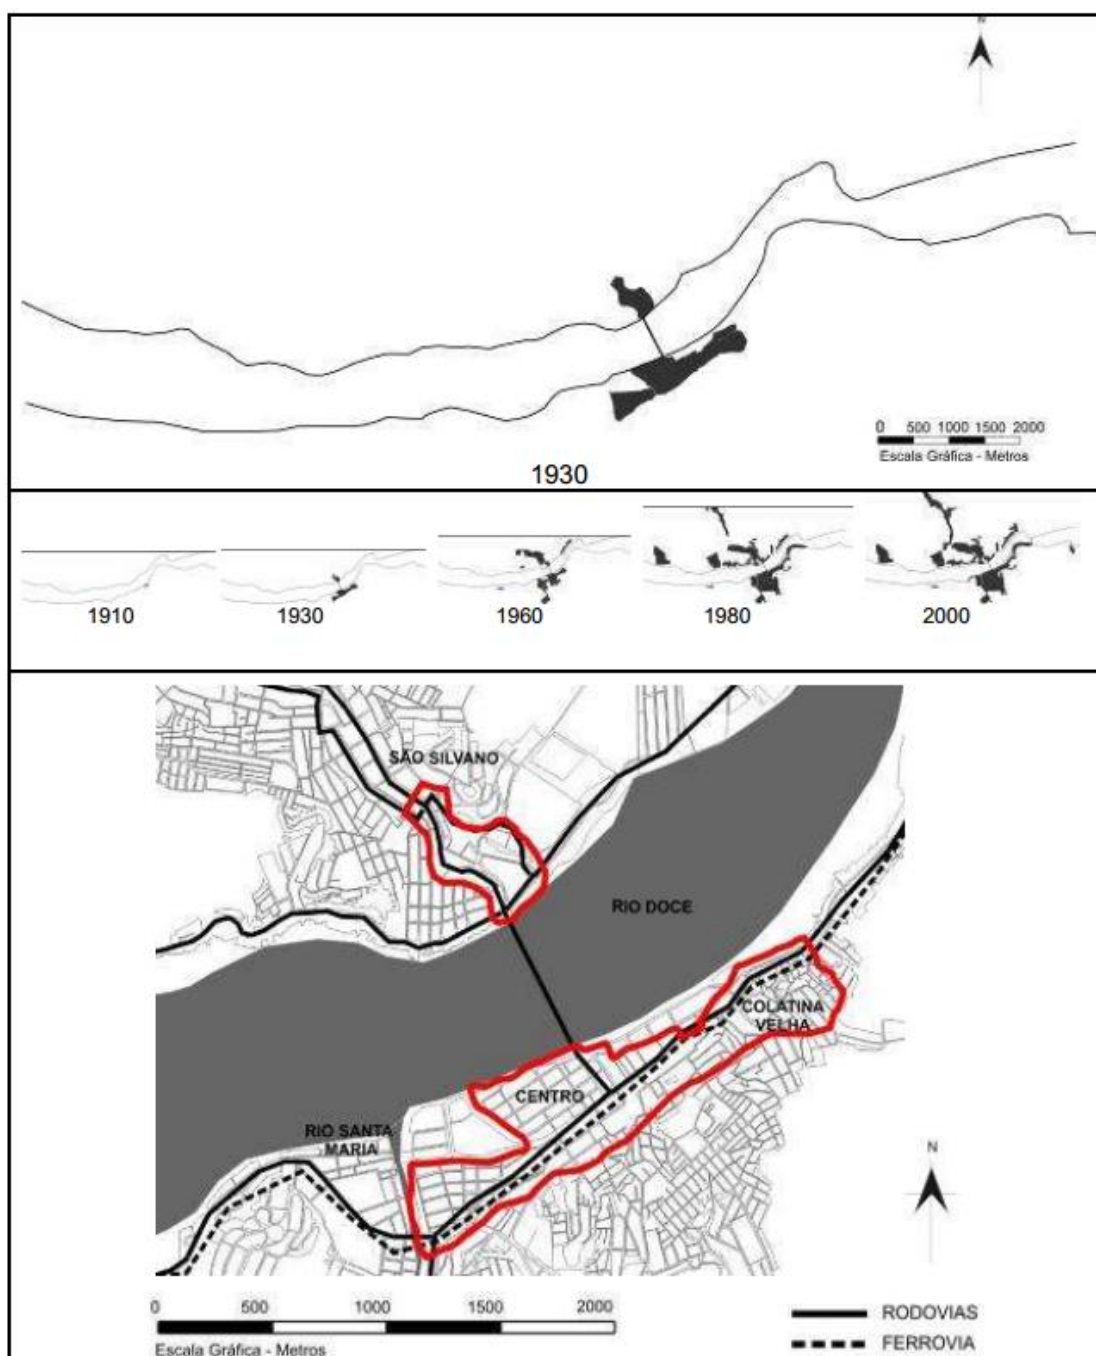 N
0 500 1000 1500 2000
Escala Gráfica - Metros
1930
1910
1930
1960
1980
2000
SÃO SILVANO
RIO DOCE
COLATINA
VELHA
CENTRO
RIO SANTA
MARIA
N
0 500 1000 1500 2000
Escala Gráfica - Metros
RODOVIAS
FERROVIA